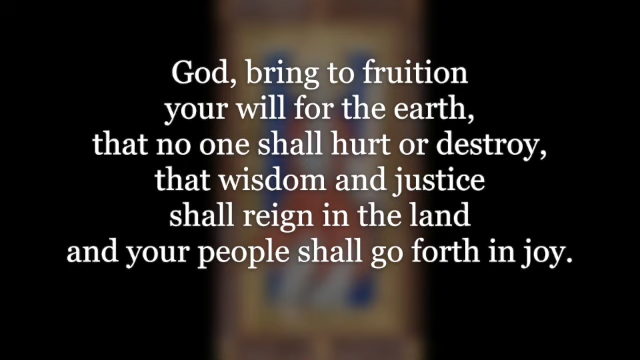 God, bring to fruition
your will for the earth,
that no one shall hurt or destroy,
that wisdom and justice
shall reign in the land
and your people shall go forth in joy.